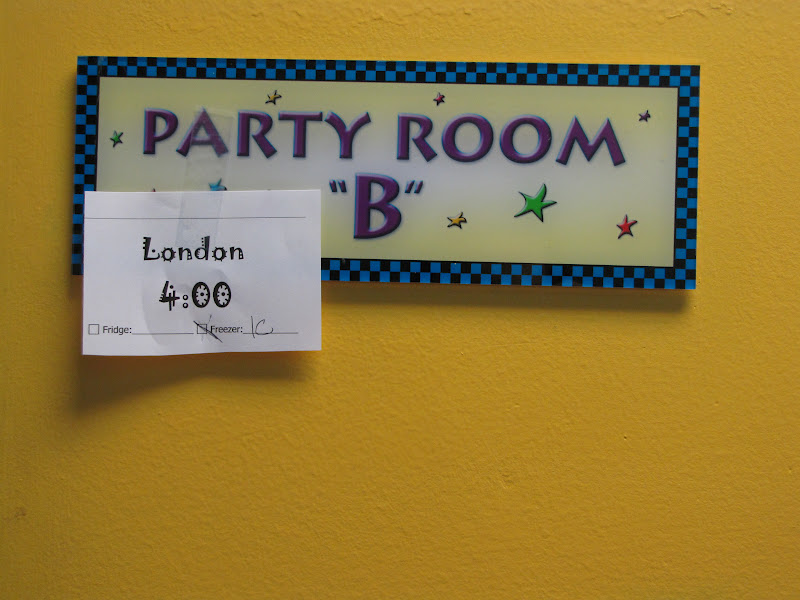 PARTY ROOM
"B"
London
4:00
Fridge: Freezer: IC